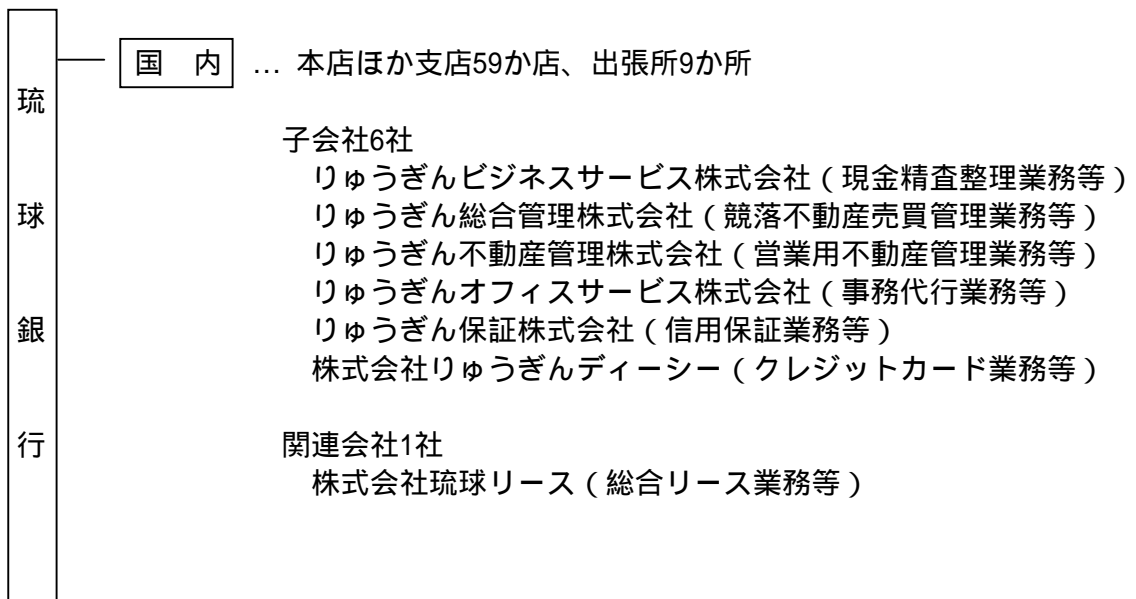 琉球銀行
国 内 … 本店ほか支店59か店、出張所9か所
子会社6社
りゅうぎんビジネスサービス株式会社（現金精査整理業務等）
りゅうぎん総合管理株式会社（競落不動産売買管理業務等）
りゅうぎん不動産管理株式会社（営業用不動産管理業務等）
りゅうぎんオフィスサービス株式会社（事務代行業務等）
りゅうぎん保証株式会社（信用保証業務等）
株式会社りゅうぎんディーシー（クレジットカード業務等）
関連会社1社
株式会社琉球リース（総合リース業務等）